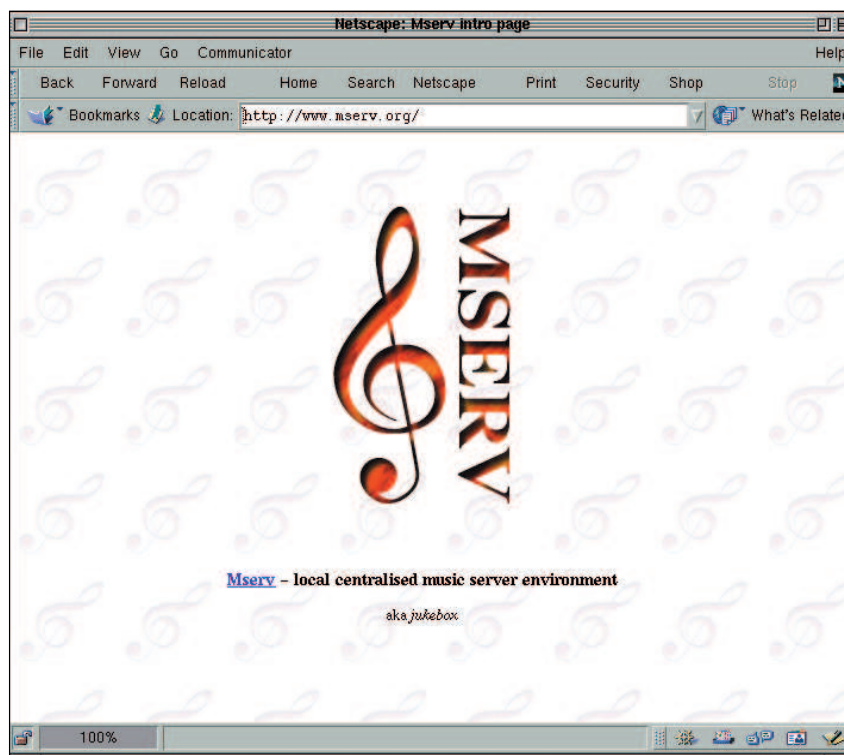 Netscape: Mserv intro page
File Edit View Go Communicator Help
Back Forward Reload Home Search Netscape Print Security Shop Stop N
Bookmarks Location: http://www.mserv.org/ What's Related
MSERV
Mserv – local centralised music server environment
aka jukebox
100%